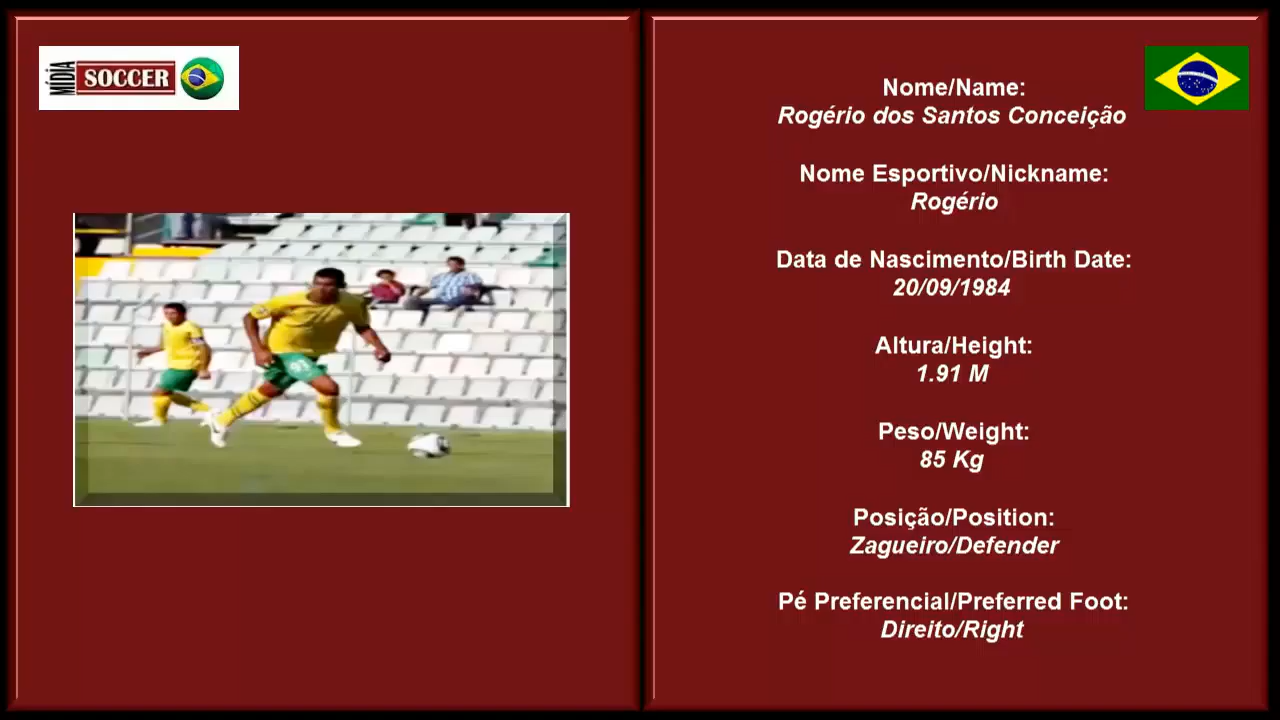 MÍDIA
SOCCER
Nome/Name:
Rogério dos Santos Conceição
Nome Esportivo/Nickname:
Rogério
Data de Nascimento/Birth Date:
20/09/1984
Altura/Height:
1.91 M
Peso/Weight:
85 Kg
Posição/Position:
Zagueiro/Defender
Pé Preferencial/Preferred Foot:
Direito/Right